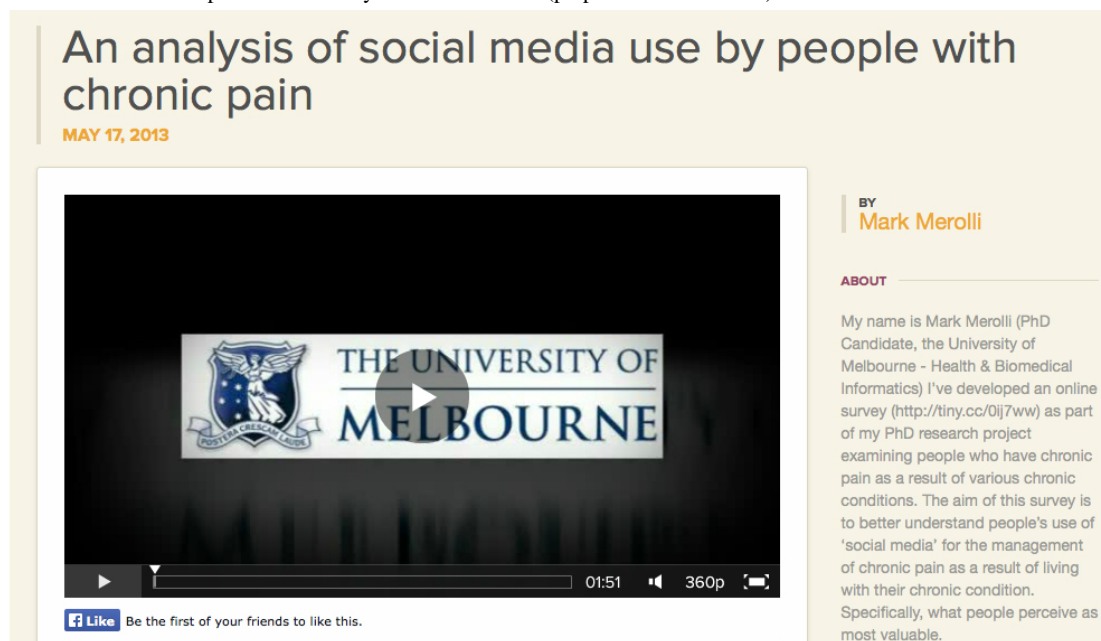 An analysis of social media use by people with
chronic pain
MAY 17, 2013
THE UNIVERSITY OF
MELBOURNE
POSTERA CRESCAM LAUDE
01:51
360p
Like Be the first of your friends to like this.
BY
Mark Merolli
ABOUT
My name is Mark Merolli (PhD
Candidate, the University of
Melbourne - Health & Biomedical
Informatics) I've developed an online
survey (http://tiny.cc/0ij7ww) as part
of my PhD research project
examining people who have chronic
pain as a result of various chronic
conditions. The aim of this survey is
to better understand people's use of
'social media' for the management
of chronic pain as a result of living
with their chronic condition.
Specifically, what people perceive as
most valuable.